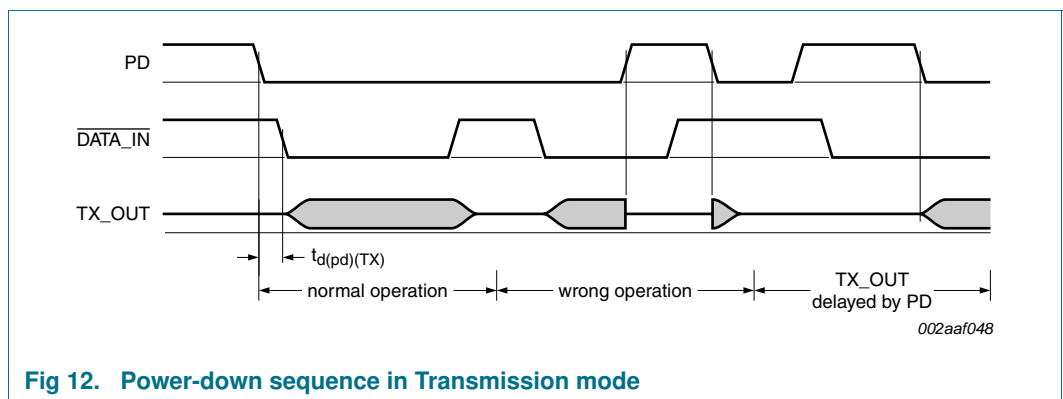 PD
DATA_IN
TX_OUT
td(pd)(TX)
normal operation
wrong operation
TX_OUT
delayed by PD
002aaf048
Fig 12. Power-down sequence in Transmission mode